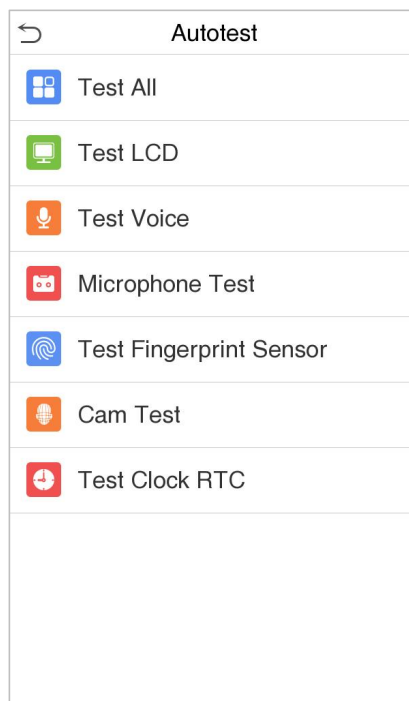 Autotest
Test All
Test LCD
Test Voice
Microphone Test
Test Fingerprint Sensor
Cam Test
Test Clock RTC